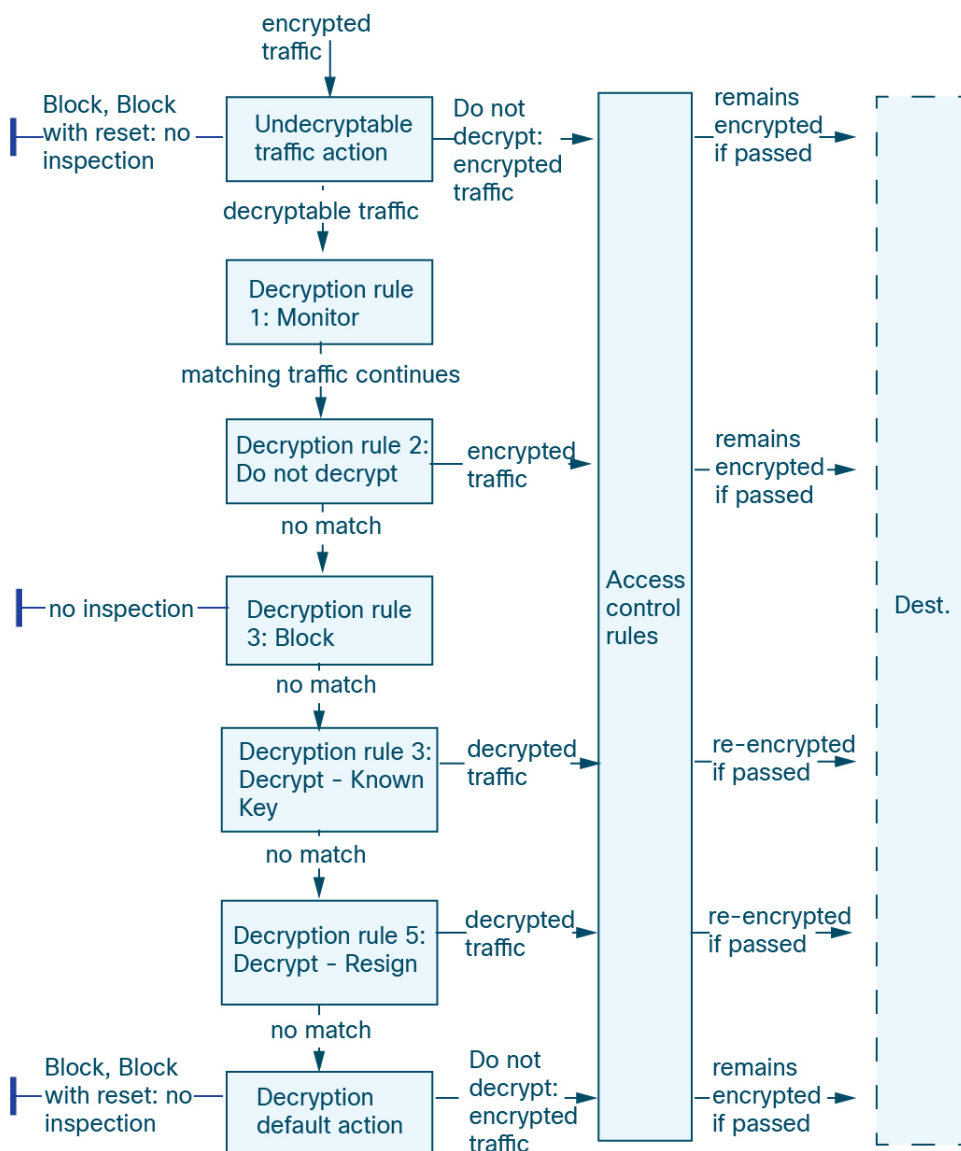 encrypted
traffic
Block, Block
with reset: no
inspection
Undecryptable
traffic action
Do not
decrypt:
encrypted
traffic
remains
encrypted
if passed
decryptable traffic
Decryption rule
1: Monitor
matching traffic continues
Decryption rule 2:
Do not decrypt
encrypted
traffic
remains
encrypted
if passed
no match
no inspection
Decryption rule
3: Block
Access
control
rules
Dest.
no match
Decryption rule 3:
Decrypt - Known
Key
decrypted
traffic
re-encrypted
if passed
no match
Decryption rule 5:
Decrypt - Resign
decrypted
traffic
re-encrypted
if passed
no match
Block, Block
with reset: no
inspection
Decryption
default action
Do not
decrypt:
encrypted
traffic
remains
encrypted
if passed